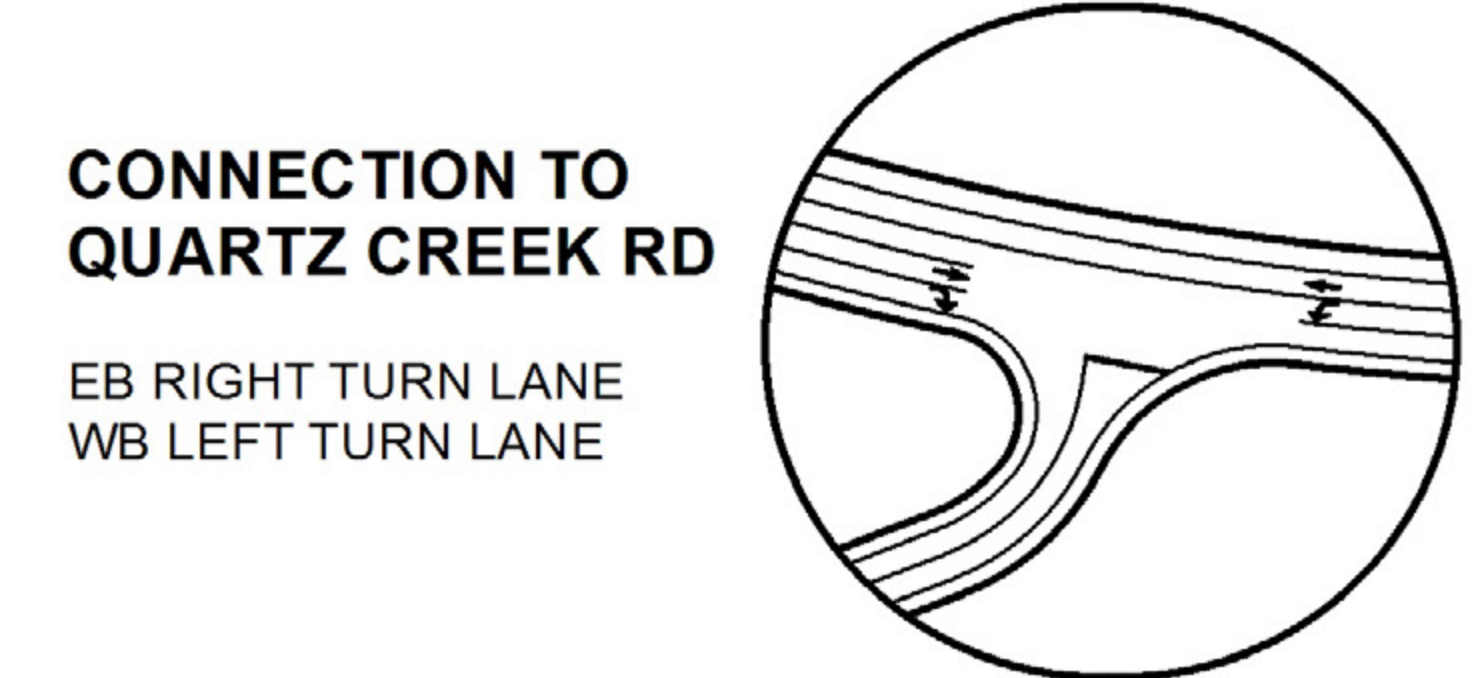 CONNECTION TO
QUARTZ CREEK RD
EB RIGHT TURN LANE
WB LEFT TURN LANE